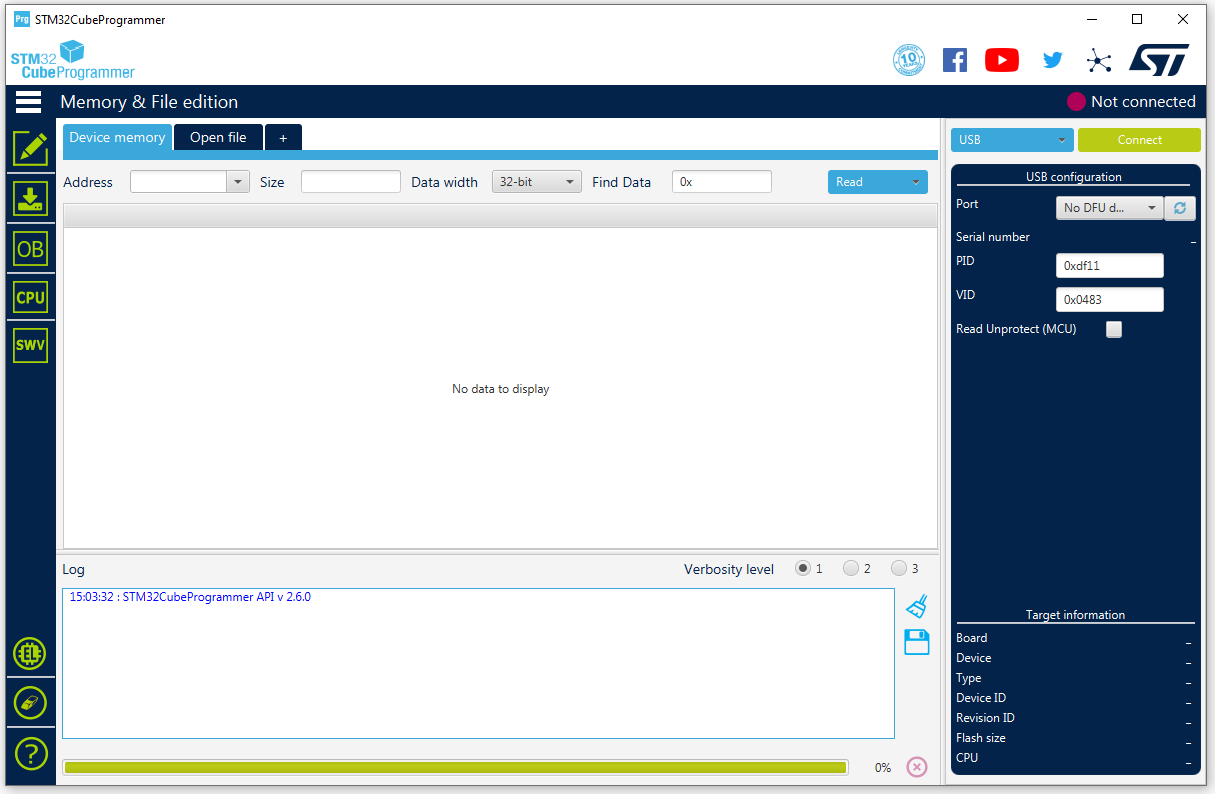 Prg STM32CubeProgrammer
STM32
CubeProgrammer
10
YEARS
ST
Memory & File edition
Not connected
Device memory
Open file
+
USB
Connect
Address
Size
Data width
32-bit
Find Data
0x
Read
USB configuration
Port
No DFU d...
Serial number
_
PID
0xdf11
VID
0x0483
Read Unprotect (MCU)
OB
CPU
SWV
No data to display
Log
Verbosity level
1
2
3
15:03:32 : STM32CubeProgrammer API v 2.6.0
Target information
Board _
Device _
Type _
Device ID _
Revision ID _
Flash size _
CPU _
?
0%